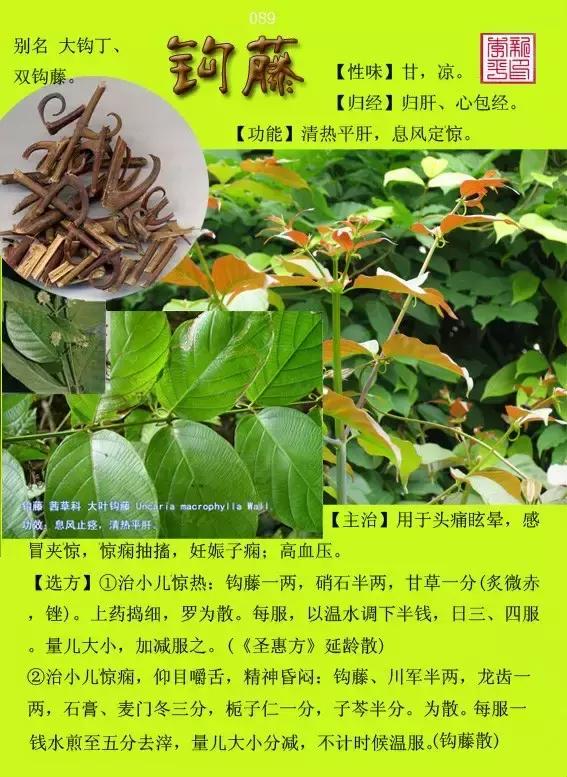 089
别名 大钩丁、
双钩藤。
钩藤
【性味】甘，凉。
【归经】归肝、心包经。
【功能】清热平肝，息风定惊。
钩藤 茜草科 大叶钩藤 Uncaria macrophylla Wall
功效：息风止痉，清热平肝。
【主治】用于头痛眩晕，感
冒夹惊，惊痫抽搐，妊娠子痫；高血压。
【选方】①治小儿惊热：钩藤一两，硝石半两，甘草一分(炙微赤
，锉)。上药捣细，罗为散。每服，以温水调下半钱，日三、四服
。量儿大小，加减服之。(《圣惠方》延龄散)
②治小儿惊痫，仰目嚼舌，精神昏闷：钩藤、川军半两，龙齿一
两，石膏、麦门冬三分，栀子仁一分，子芩半分。为散。每服一
钱水煎至五分去滓，量儿大小分减，不计时候温服。(钩藤散)